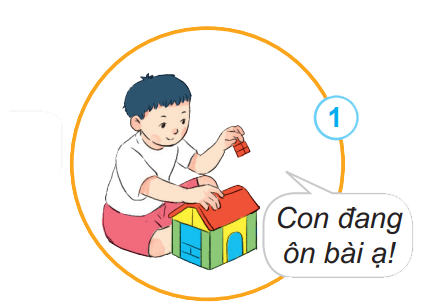 1
Con đang
ôn bài ạ!